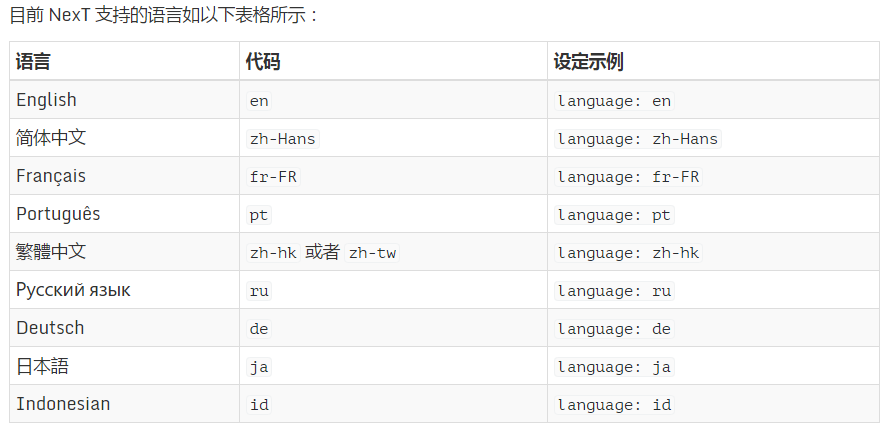 目前 NexT 支持的语言如以下表格所示：
语言 代码 设定示例
English en language: en
简体中文 zh-Hans language: zh-Hans
Français fr-FR language: fr-FR
Português pt language: pt
繁體中文 zh-hk 或者 zh-tw language: zh-hk
Русский язык ru language: ru
Deutsch de language: de
日本語 ja language: ja
Indonesian id language: id